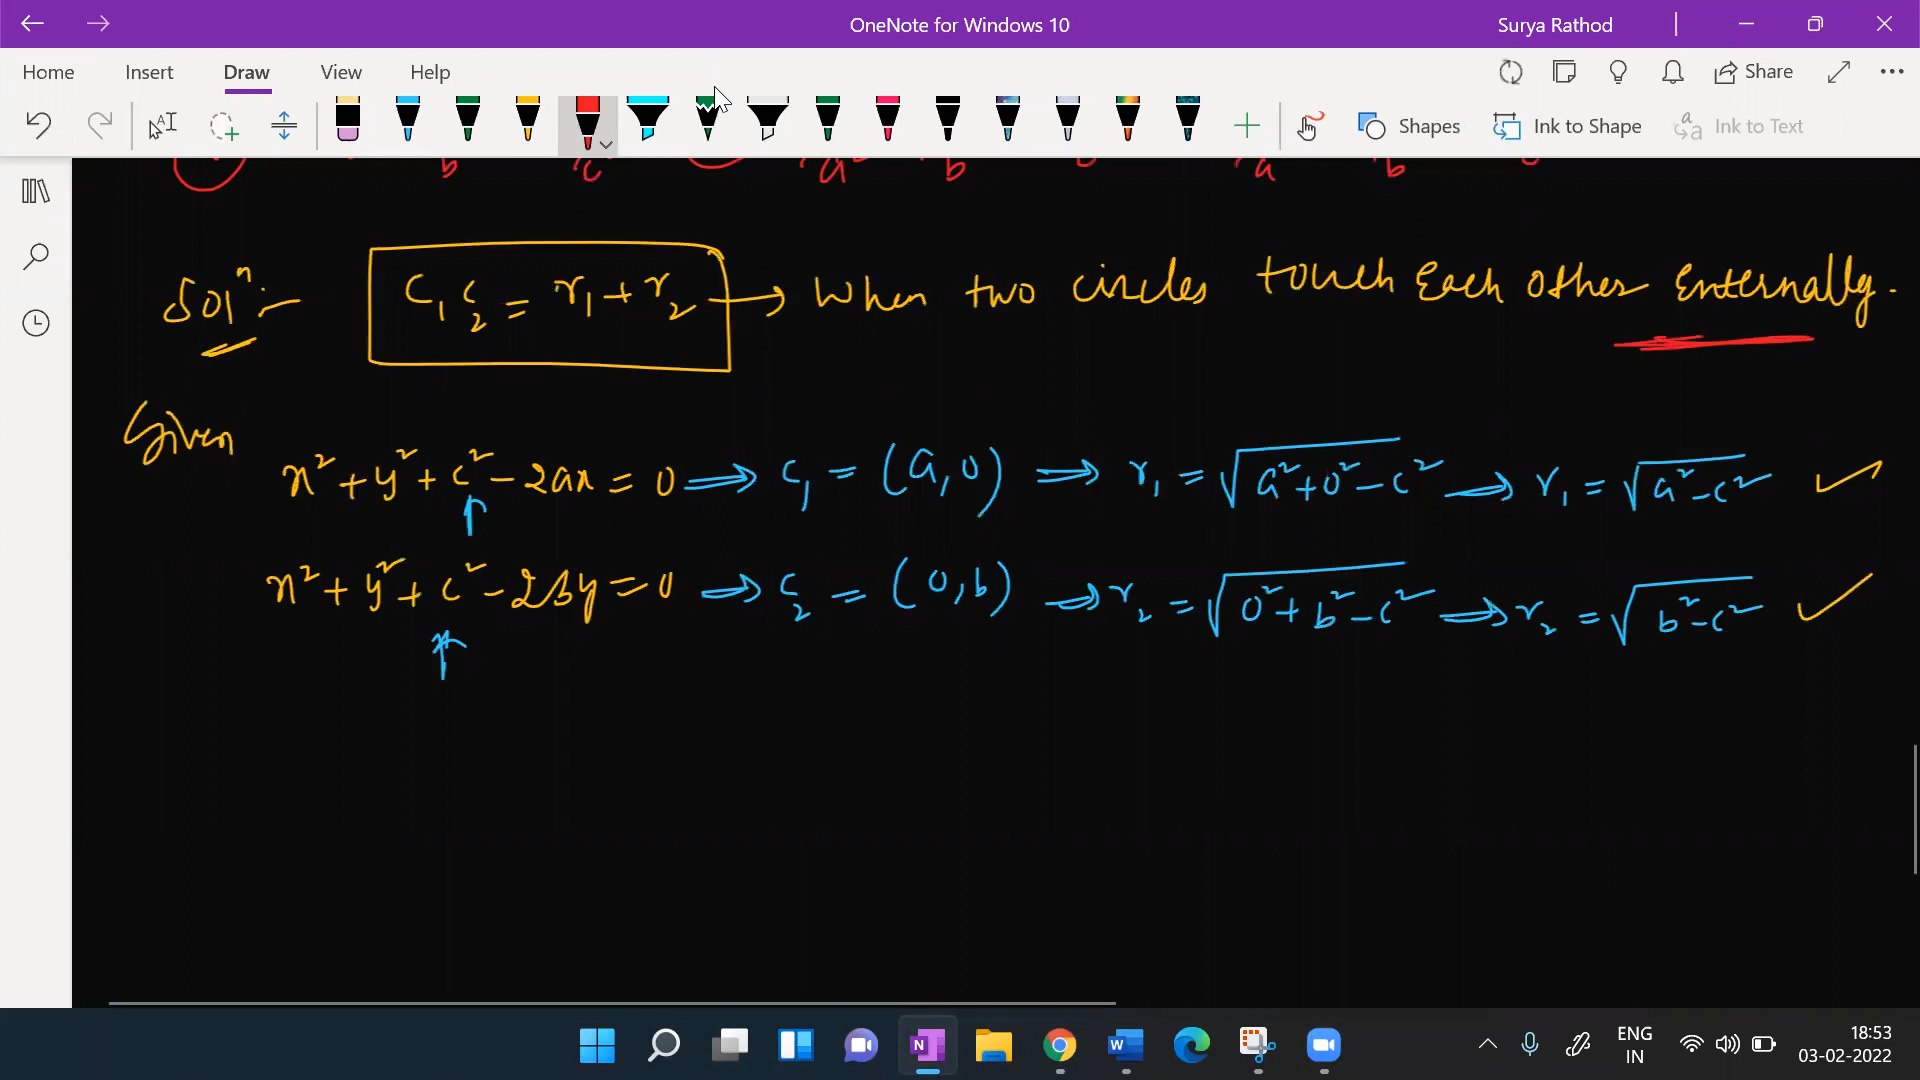 OneNote for Windows 10
Surya Rathod
Home Insert Draw View Help
Share
Shapes
Ink to Shape
Ink to Text
b c a b a b
Solⁿ:-
C₁C₂ = r₁ + r₂ → When two circles touch Each other Externally.
Given
x² + y² + c² - 2ax = 0 ⟹ C₁ = (a, 0) ⟹ r₁ = √(a² + 0² - c²) ⟹ r₁ = √(a² - c²) ✓
x² + y² + c² - 2by = 0 ⟹ C₂ = (0, b) ⟹ r₂ = √(0² + b² - c²) ⟹ r₂ = √(b² - c²) ✓
ENG
IN
18:53
03-02-2022